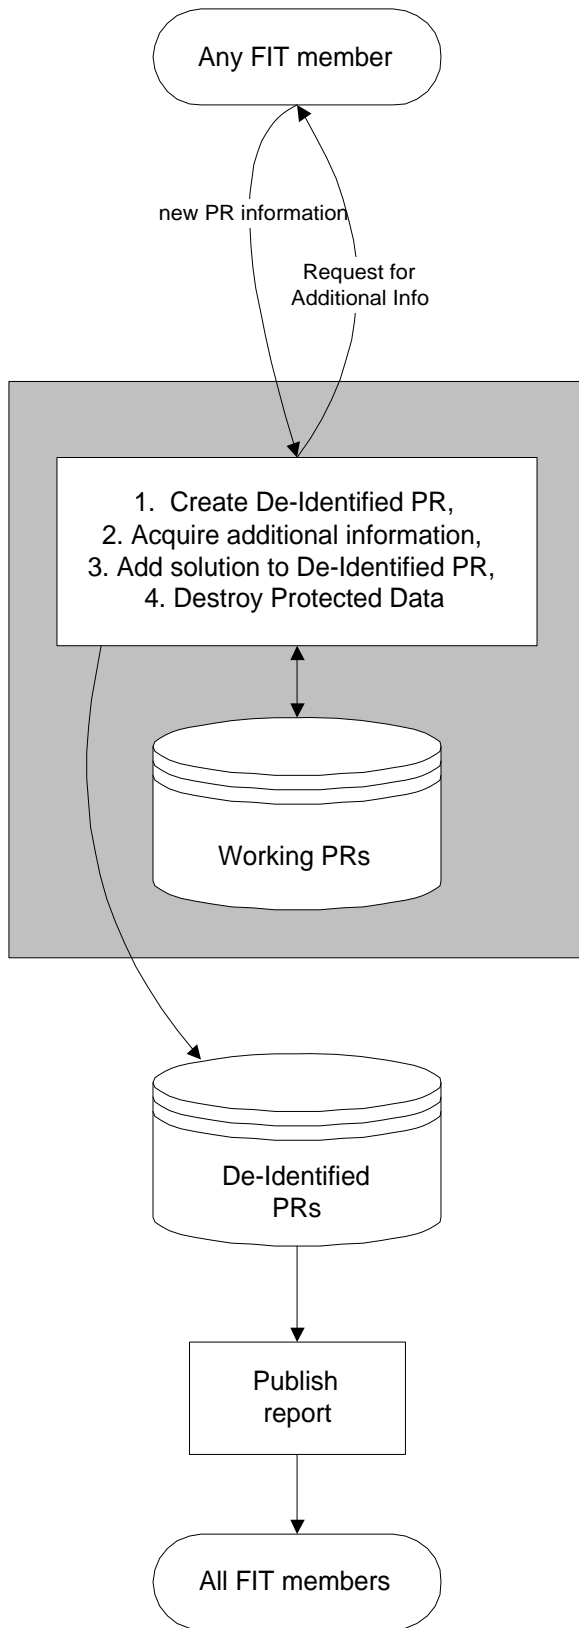 Any FIT member
new PR information
Request for
Additional Info
1. Create De-Identified PR,
2. Acquire additional information,
3. Add solution to De-Identified PR,
4. Destroy Protected Data
Working PRs
De-Identified
PRs
Publish
report
All FIT members